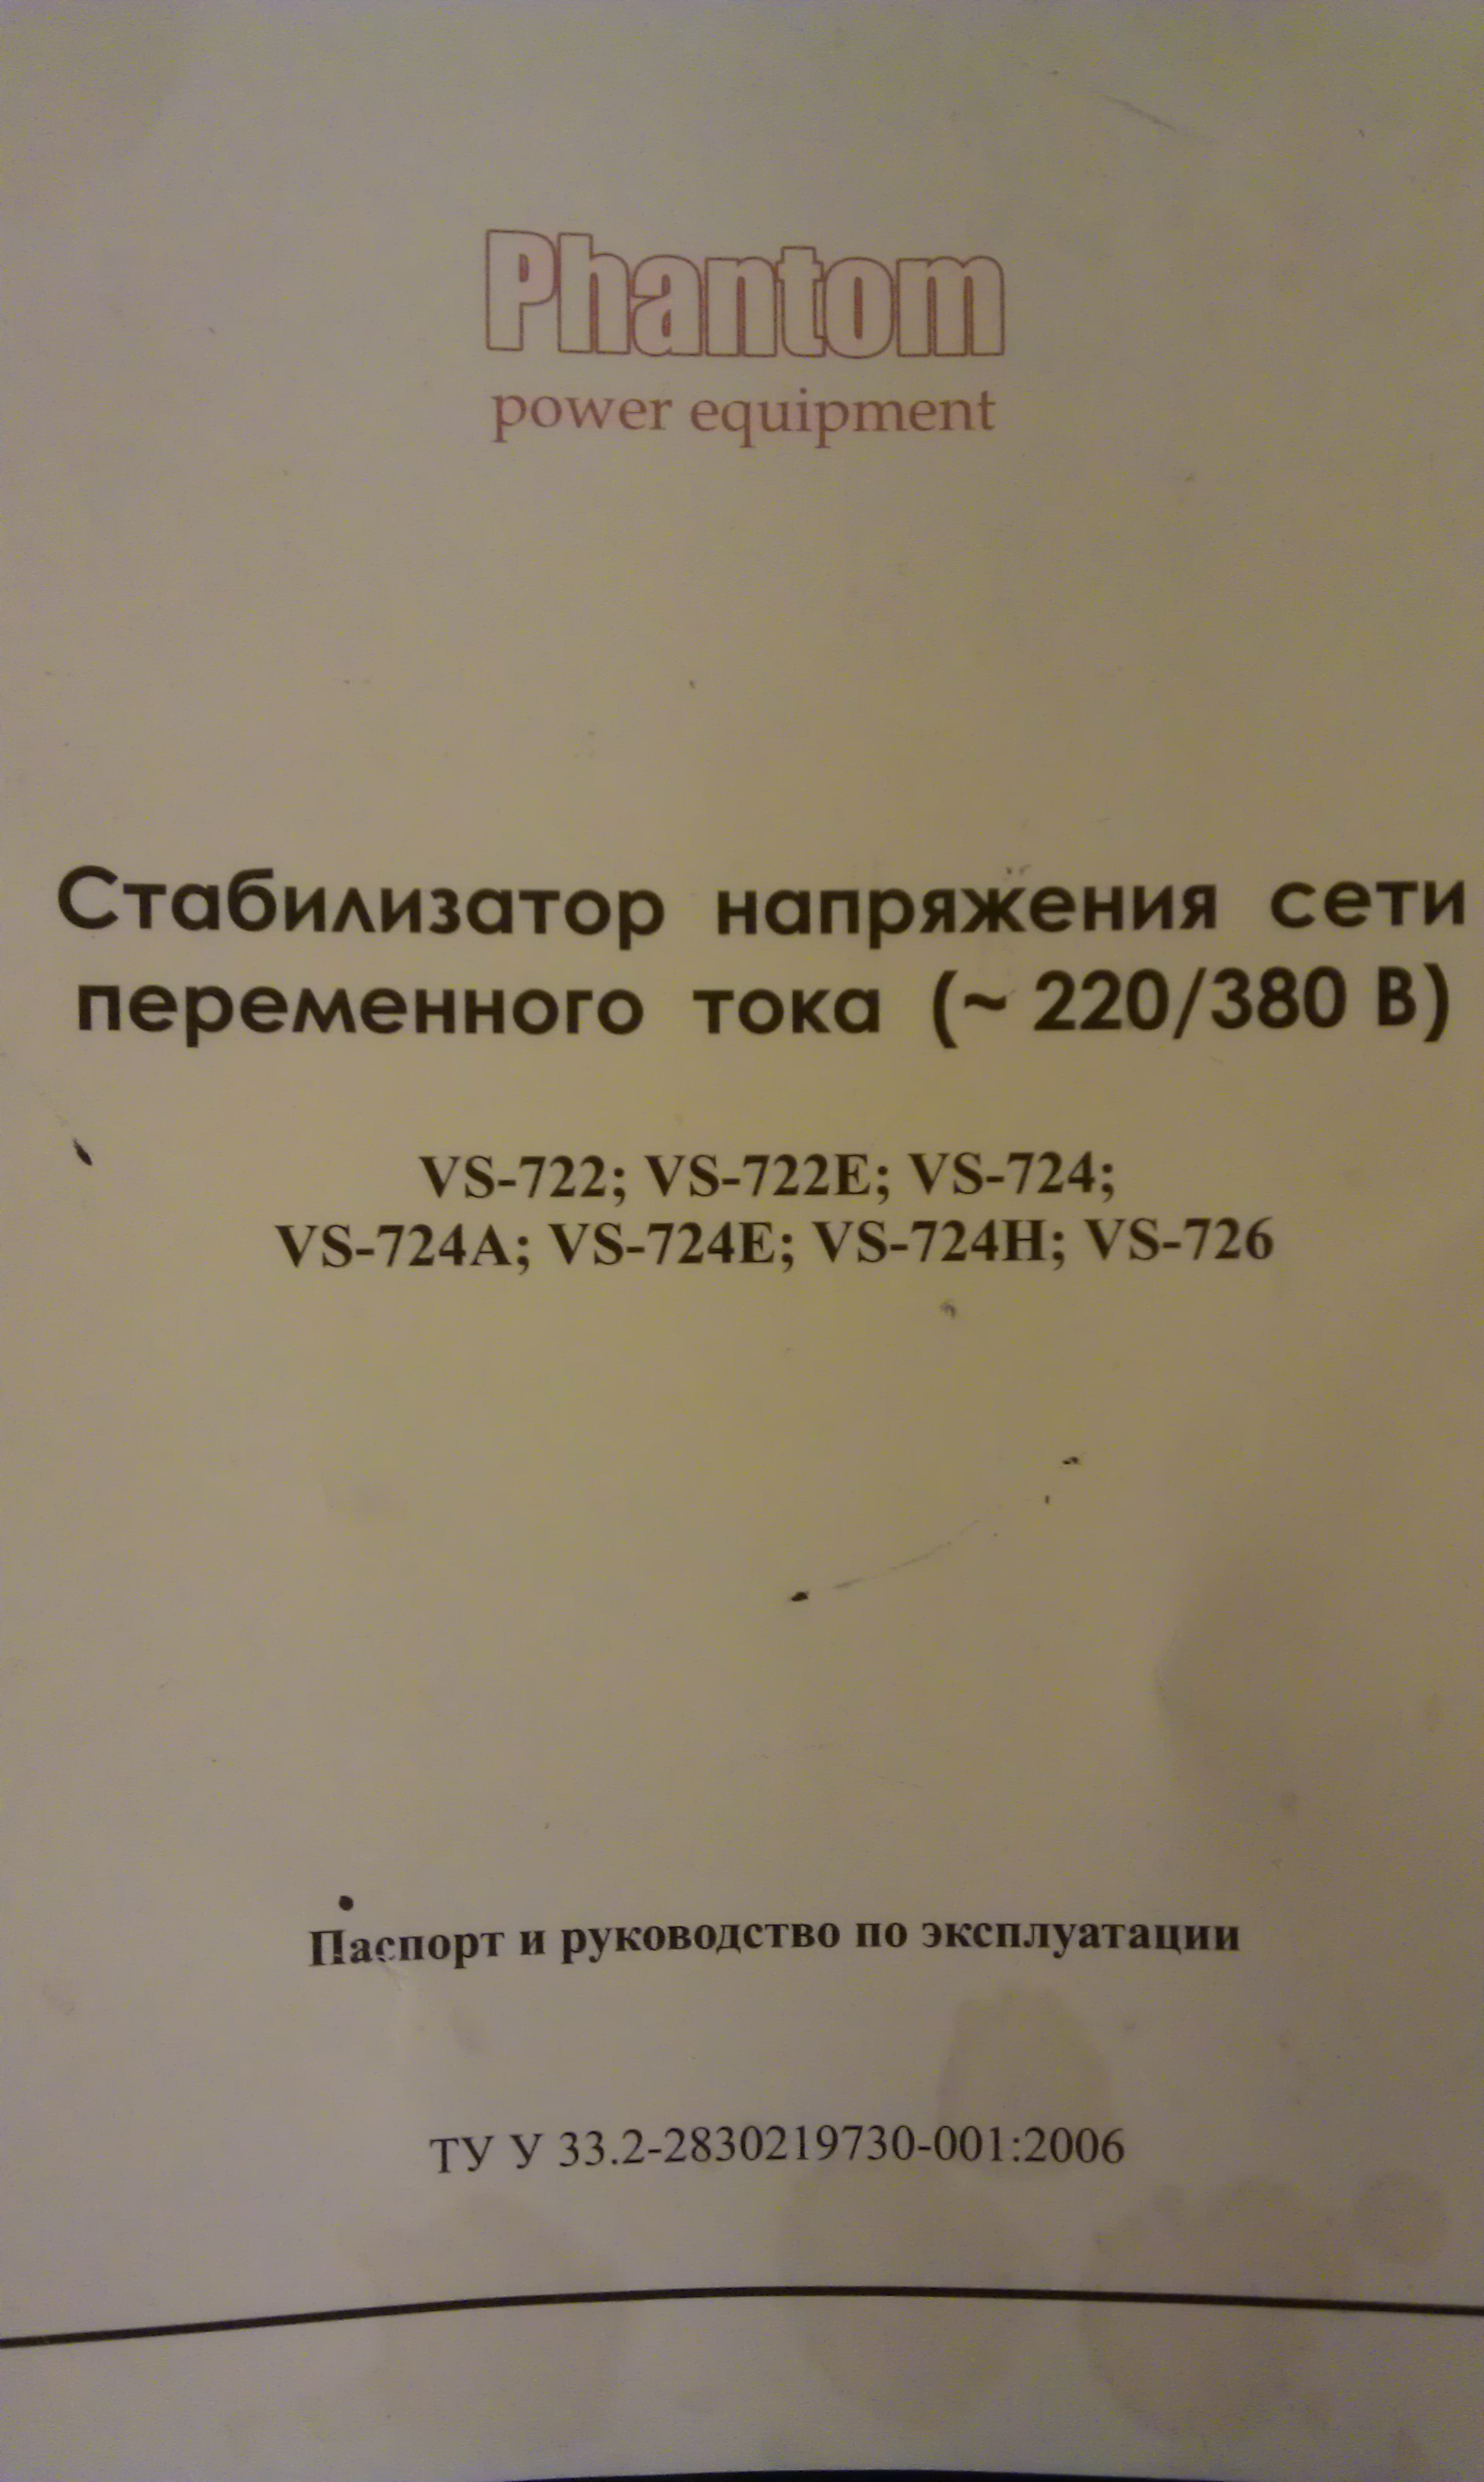 Phantom
power equipment
Стабилизатор напряжения сети
переменного тока (~ 220/380 В)
VS-722; VS-722E; VS-724;
VS-724A; VS-724E; VS-724H; VS-726
Паспорт и руководство по эксплуатации
ТУ У 33.2-2830219730-001:2006